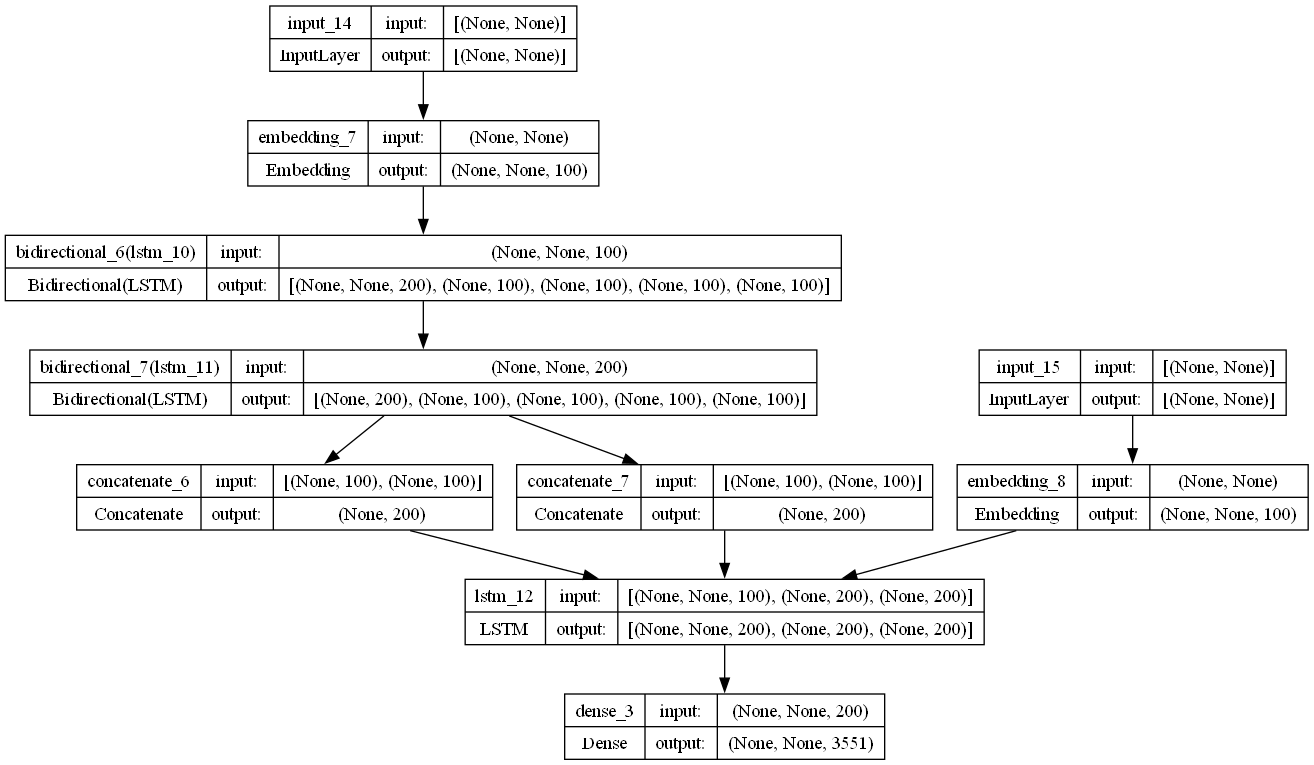 input_14 input: [(None, None)]
InputLayer output: [(None, None)]
embedding_7 input: (None, None)
Embedding output: (None, None, 100)
bidirectional_6(lstm_10) input: (None, None, 100)
Bidirectional(LSTM) output: [(None, None, 200), (None, 100), (None, 100), (None, 100), (None, 100)]
bidirectional_7(lstm_11) input: (None, None, 200)
Bidirectional(LSTM) output: [(None, 200), (None, 100), (None, 100), (None, 100), (None, 100)]
input_15 input: [(None, None)]
InputLayer output: [(None, None)]
concatenate_6 input: [(None, 100), (None, 100)]
Concatenate output: (None, 200)
concatenate_7 input: [(None, 100), (None, 100)]
Concatenate output: (None, 200)
embedding_8 input: (None, None)
Embedding output: (None, None, 100)
lstm_12 input: [(None, None, 100), (None, 200), (None, 200)]
LSTM output: [(None, None, 200), (None, 200), (None, 200)]
dense_3 input: (None, None, 200)
Dense output: (None, None, 3551)